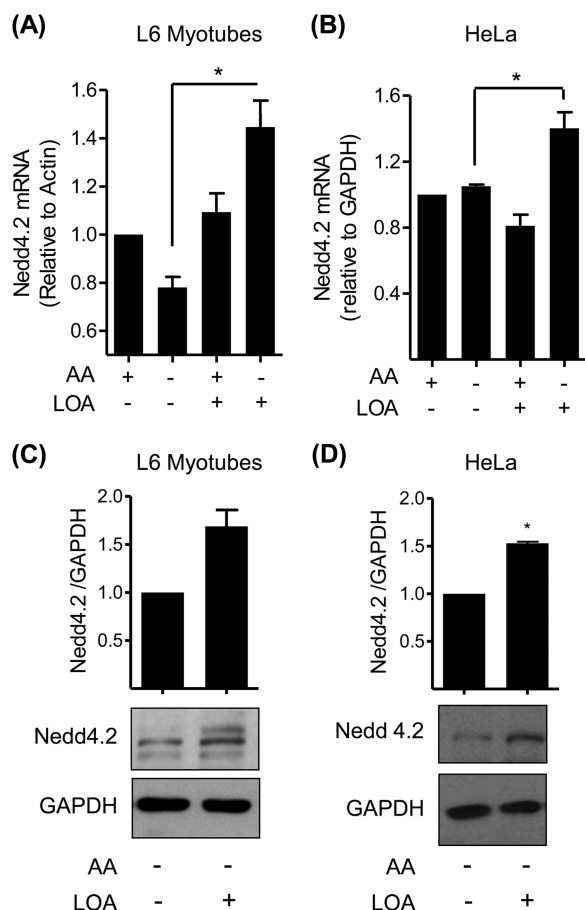 (A)
L6 Myotubes
Nedd4.2 mRNA
(Relative to Actin)
*
1.6
1.4
1.2
1.0
0.8
0.6
AA + - + -
LOA - - + +
(B)
HeLa
Nedd4.2 mRNA
(relative to GAPDH)
*
1.6
1.2
0.8
0.4
AA + - + -
LOA - - + +
(C)
L6 Myotubes
Nedd4.2 /GAPDH
2.0
1.5
1.0
0.5
Nedd4.2
GAPDH
AA - -
LOA - +
(D)
HeLa
Nedd4.2 /GAPDH
*
2.0
1.5
1.0
0.5
Nedd 4.2
GAPDH
AA - -
LOA - +